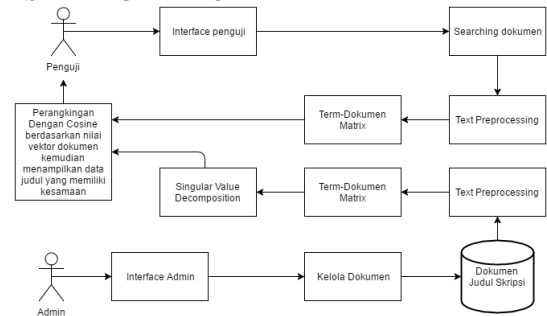 Interface penguji
Searching dokumen
Penguji
Perangkingan
Dengan Cosine
berdasarkan nilai
vektor dokumen
kemudian
menampilkan data
judul yang memiliki
kesamaan
Term-Dokumen
Matrix
Text Preprocessing
Singular Value
Decomposition
Term-Dokumen
Matrix
Text Preprocessing
Interface Admin
Kelola Dokumen
Dokumen
Judul Skripsi
Admin